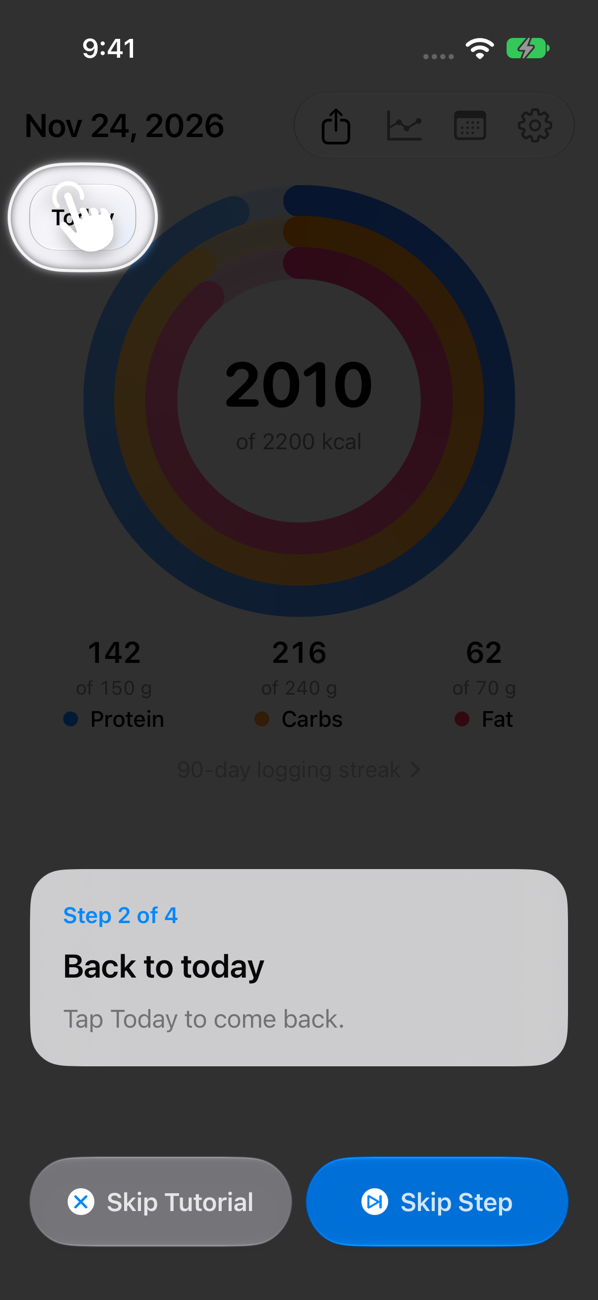 9:41
Nov 24, 2026
2010
of 2200 kcal
142
216
62
of 150 g
of 240 g
of 70 g
Protein
Carbs
Fat
90-day logging streak
Step 2 of 4
Back to today
Tap Today to come back.
Skip Tutorial
Skip Step